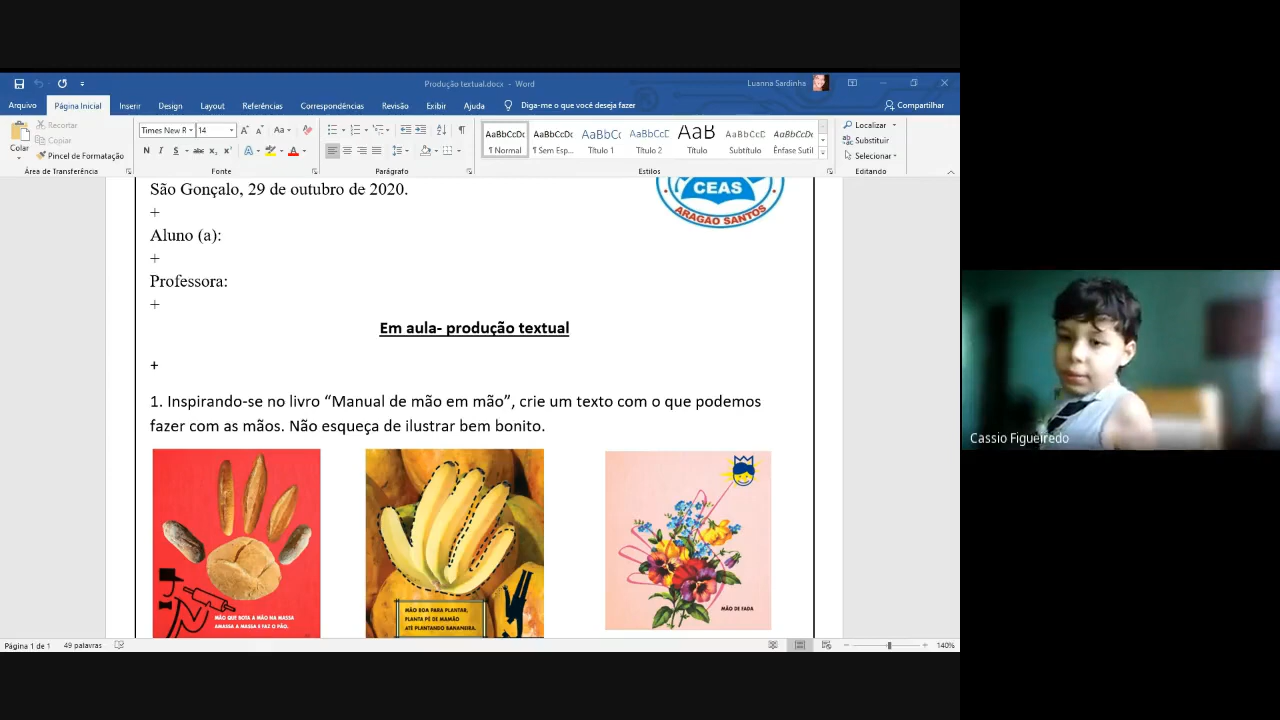 Produção textual.docx - Word
Luanna Sardinha
Arquivo
Página Inicial
Inserir
Design
Layout
Referências
Correspondências
Revisão
Exibir
Ajuda
Diga-me o que você deseja fazer
Compartilhar
Colar
Recortar
Copiar
Pincel de Formatação
Área de Transferência
Times New R
14
Aa
N I S abc x₂ x²
Fonte
Parágrafo
AaBbCcDc
¶ Normal
AaBbCcDc
¶ Sem Esp...
AaBbCc
Título 1
AaBbCcC
Título 2
AaB
Título
AaBbCcC
Subtítulo
AaBbCcDc
Ênfase Sutil
Estilos
Localizar
Substituir
Selecionar
Editando
São Gonçalo, 29 de outubro de 2020.
CEAS
ARAGÃO SANTOS
+
Aluno (a):
+
Professora:
+
Em aula- produção textual
+
1. Inspirando-se no livro “Manual de mão em mão”, crie um texto com o que podemos
fazer com as mãos. Não esqueça de ilustrar bem bonito.
MÃO QUE BOTA A MÃO NA MASSA
AMASSA A MASSA E FAZ O PÃO.
MÃO BOA PARA PLANTAR,
PLANTA PÉ DE MAMÃO
ATÉ PLANTANDO BANANEIRA.
MÃO DE FADA
Cassio Figueiredo
Página 1 de 1
49 palavras
140%